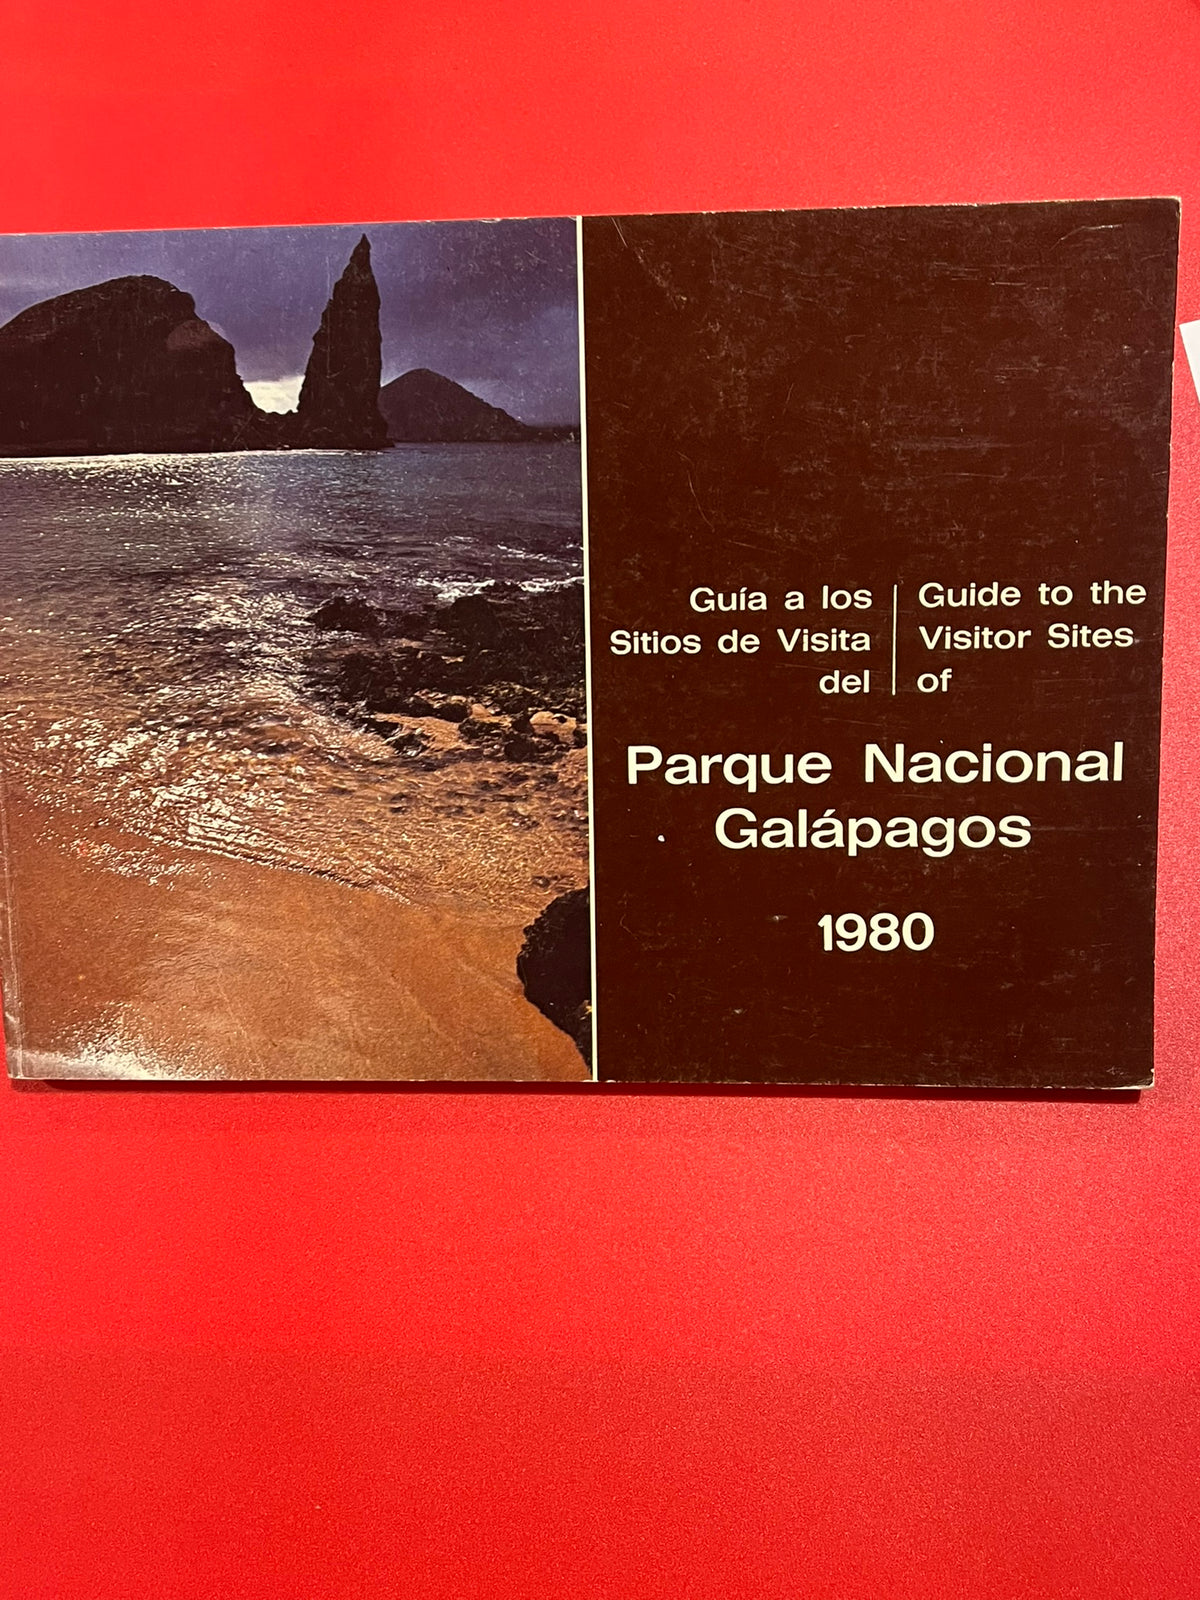 Guía a los
Sitios de Visita
del
Guide to the
Visitor Sites
of
Parque Nacional
Galápagos
1980